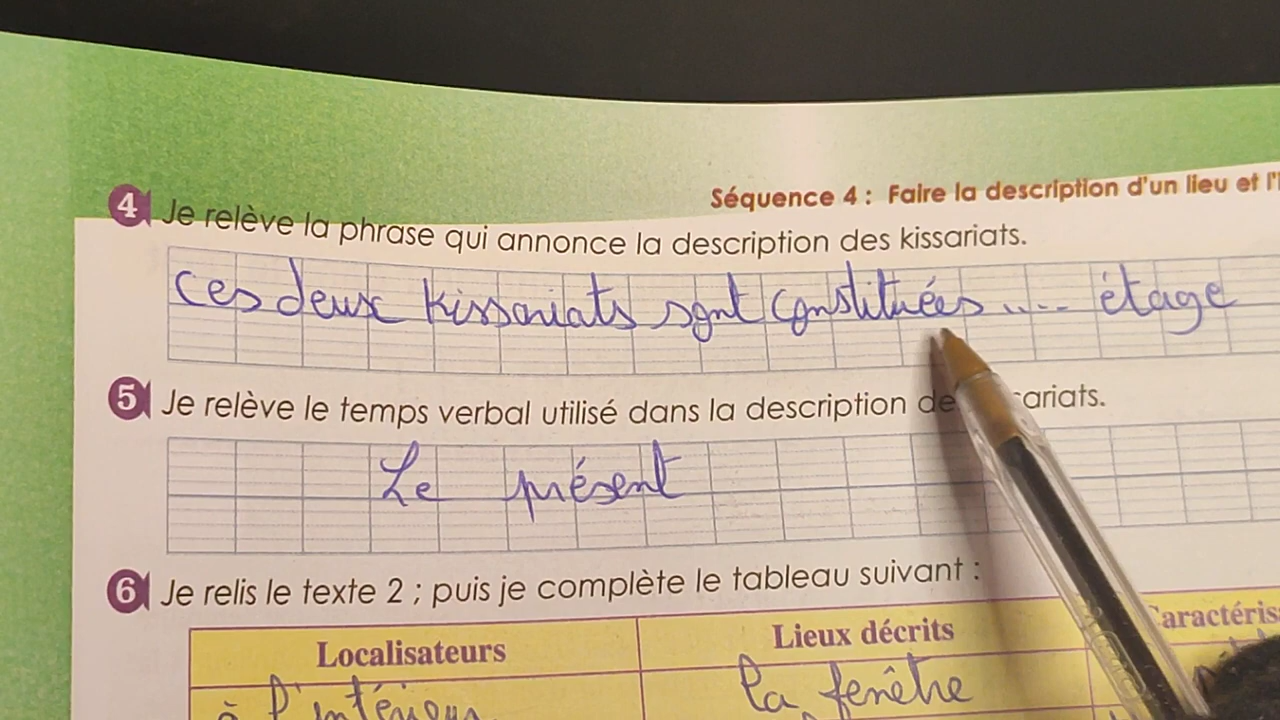 Séquence 4 : Faire la description d'un lieu et l'
4 Je relève la phrase qui annonce la description des kissariats.
ces deux kissariats sont constituées .... étage
5 Je relève le temps verbal utilisé dans la description de
Le présent
6 Je relis le texte 2 ; puis je complète le tableau suivant :
Localisateurs Lieux décrits
à l'intérieur la fenêtre